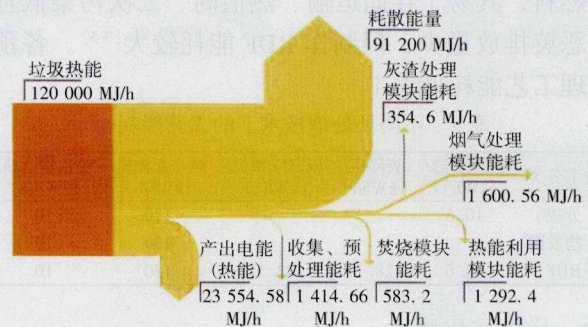 耗散能量
91 200 MJ/h
垃圾热能
120 000 MJ/h
灰渣处理
模块能耗
354. 6 MJ/h
烟气处理
模块能耗
1 600. 56 MJ/h
产出电能
(热能)
23 554. 58
MJ/h
收集、预
处理能耗
1 414. 66
MJ/h
焚烧模块
能耗
583. 2
MJ/h
热能利用
模块能耗
1 292. 4
MJ/h